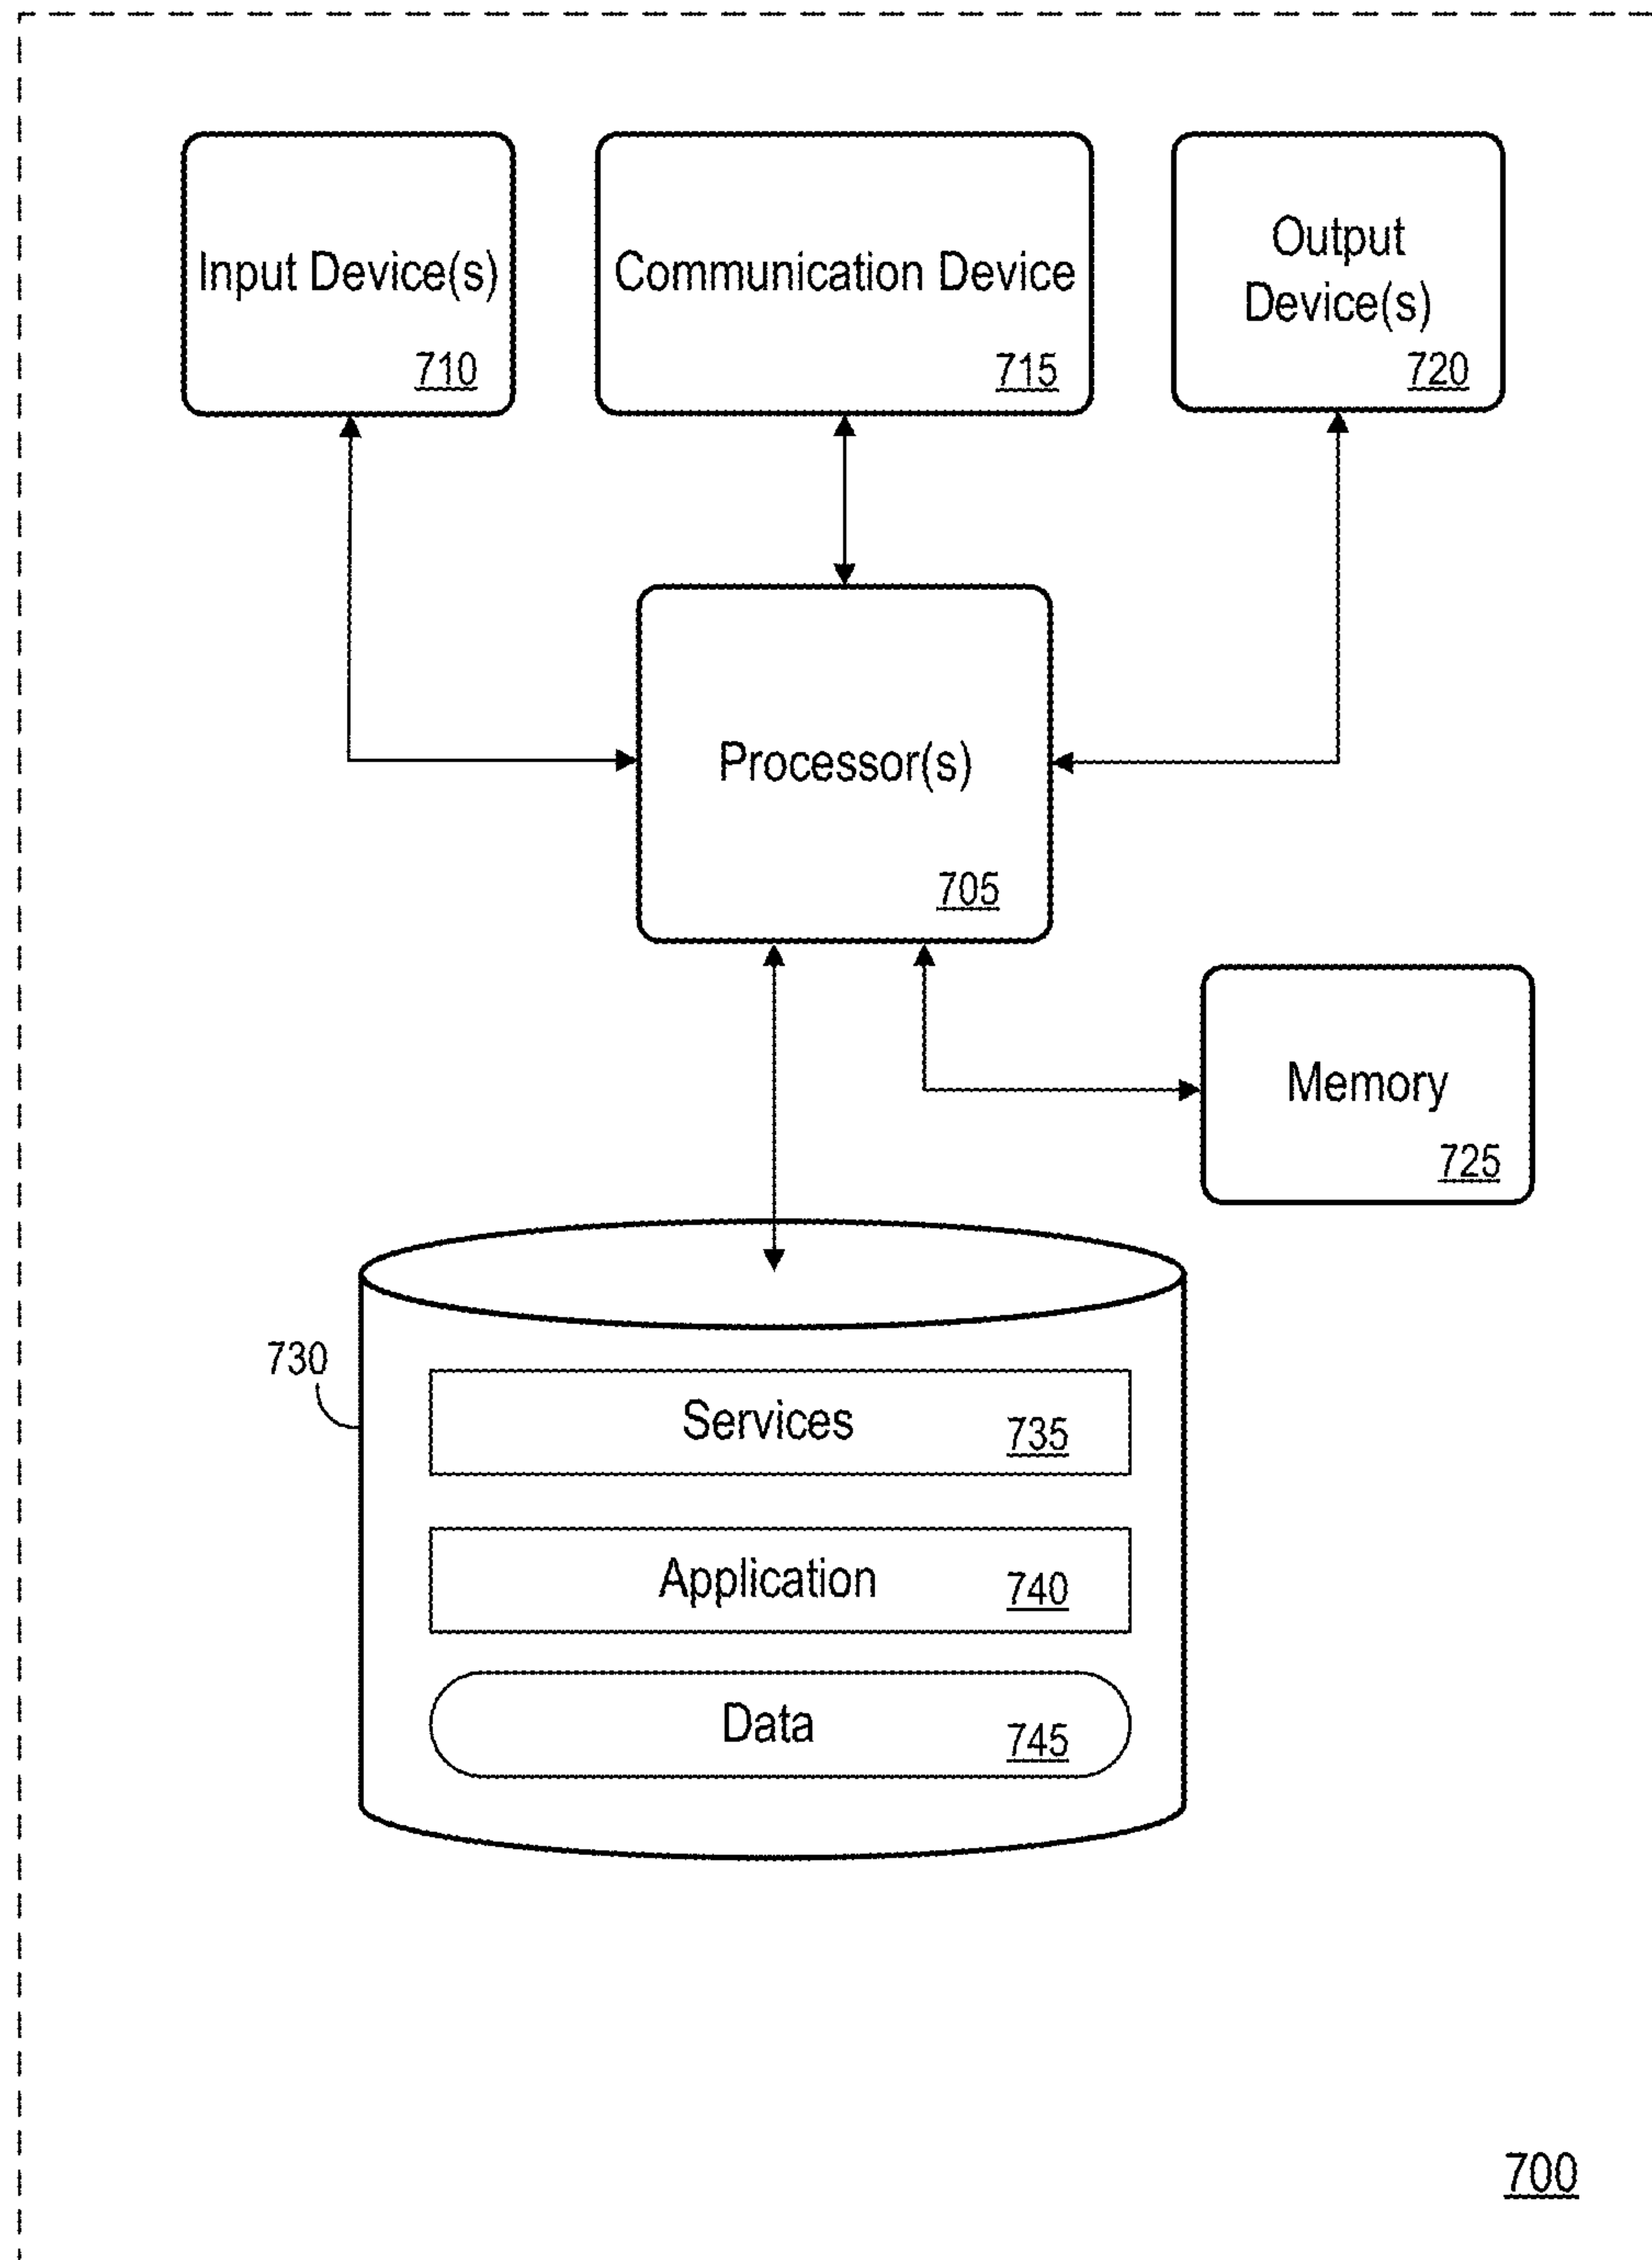 Input Device(s)
710
Communication Device
715
Output
Device(s)
720
Processor(s)
705
Memory
725
730
Services 735
Application 740
Data 745
700